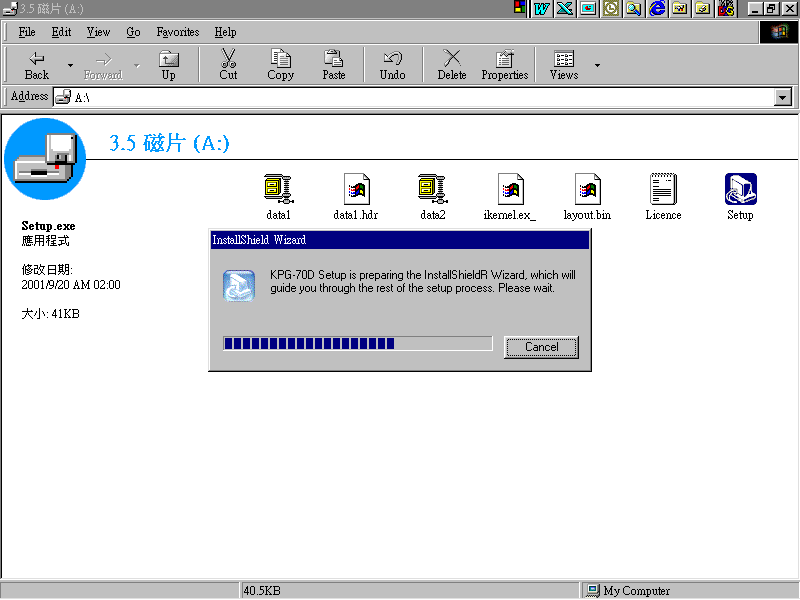 3.5 磁片 (A:)
File Edit View Go Favorites Help
Back Forward Up Cut Copy Paste Undo Delete Properties Views
Address A:\
3.5 磁片 (A:)
data1 data1.hdr data2 ikernel.ex_ layout.bin Licence Setup
Setup.exe
應用程式
修改日期:
2001/9/20 AM 02:00
大小: 41KB
InstallShield Wizard
KPG-70D Setup is preparing the InstallShieldR Wizard, which will
guide you through the rest of the setup process. Please wait.
Cancel
40.5KB My Computer